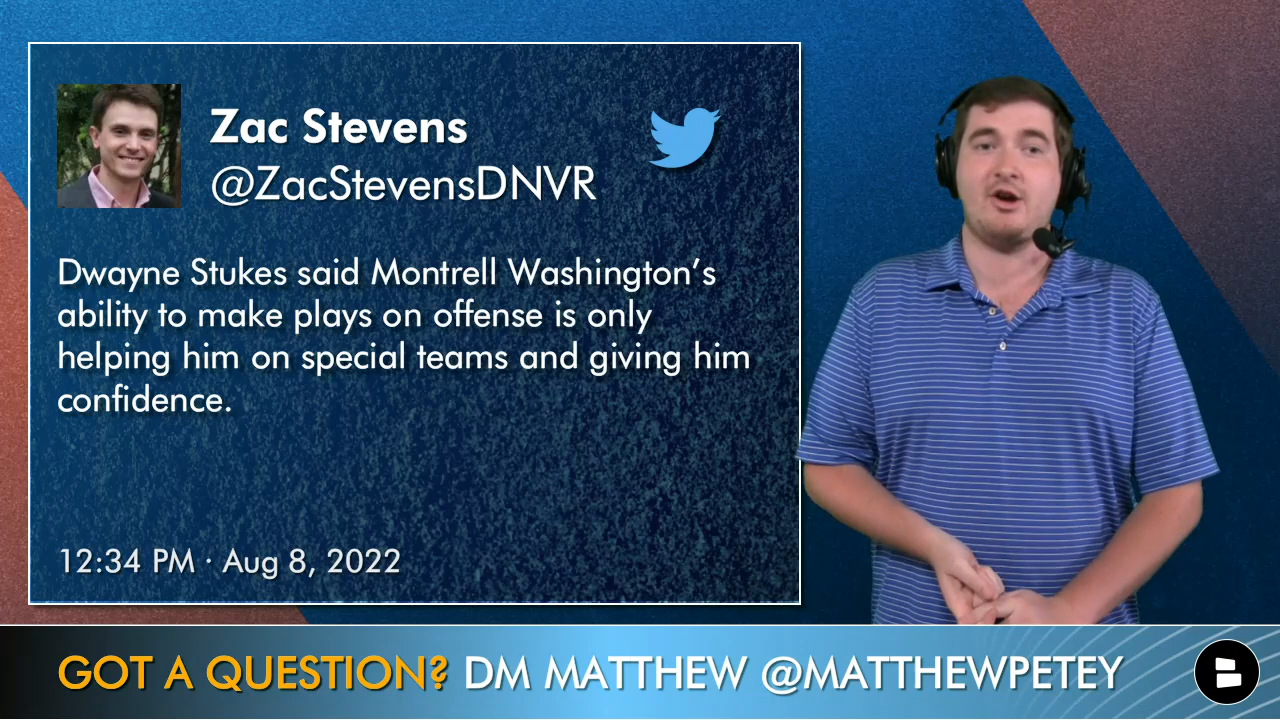 Zac Stevens
@ZacStevensDNVR
Dwayne Stukes said Montrell Washington’s
ability to make plays on offense is only
helping him on special teams and giving him
confidence.
12:34 PM · Aug 8, 2022
GOT A QUESTION? DM MATTHEW @MATTHEWPETEY